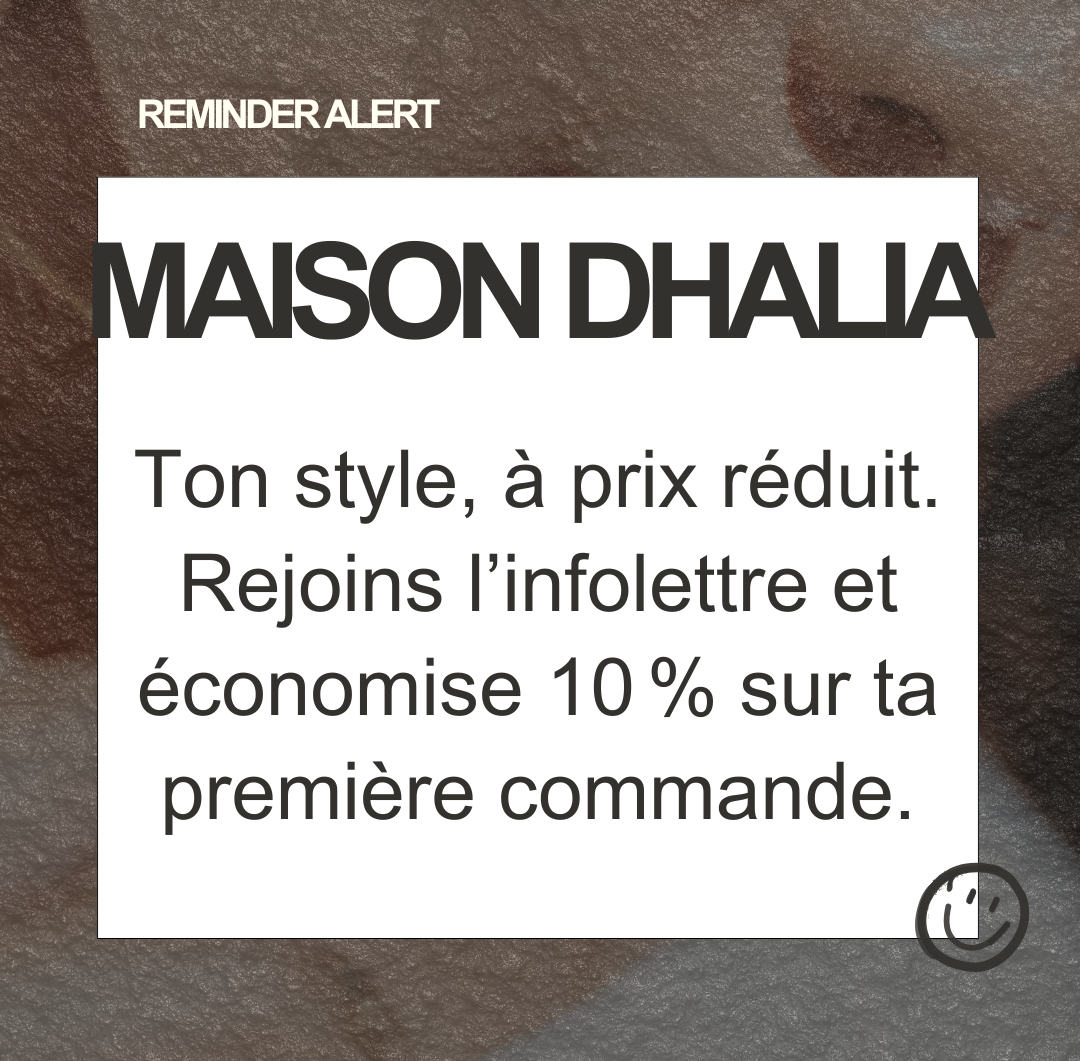 REMINDER ALERT
MAISON DHALIA
Ton style, à prix réduit.
Rejoins l’infolettre et
économise 10 % sur ta
première commande.